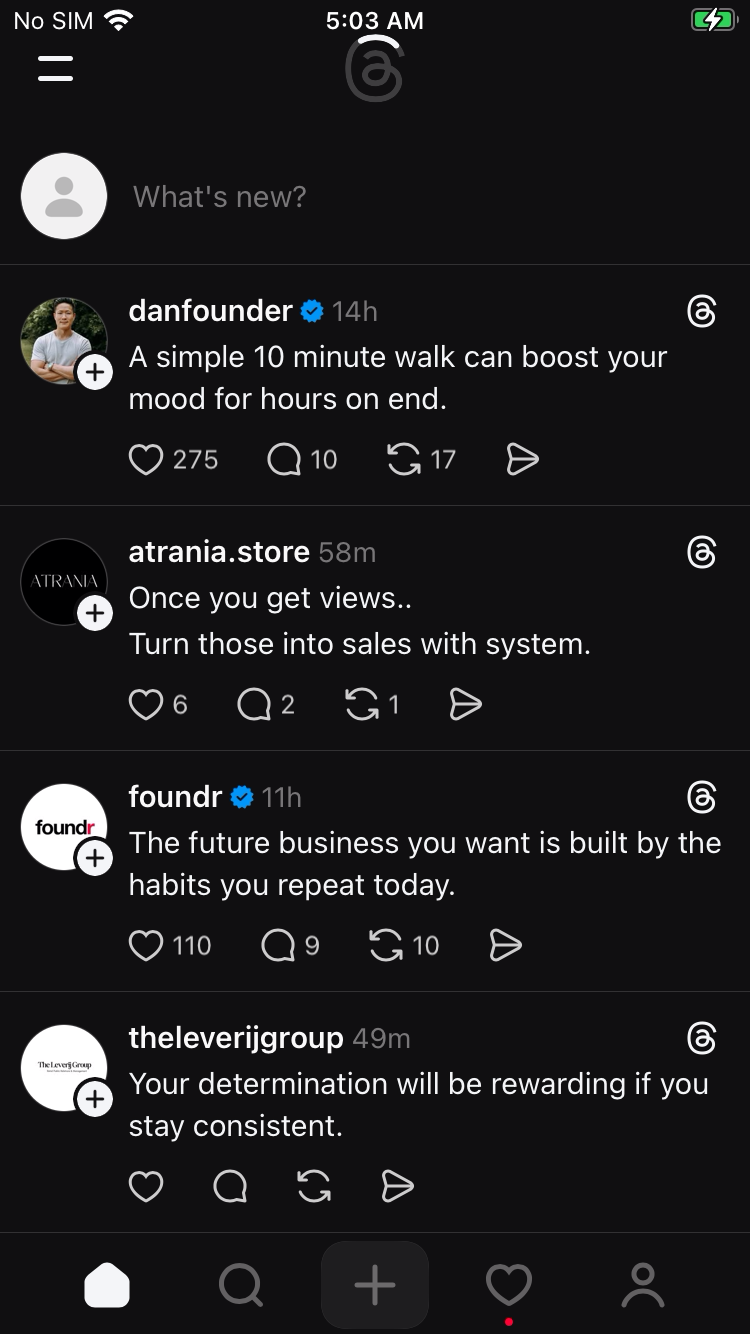 No SIM 5:03 AM
What's new?
danfounder 14h
A simple 10 minute walk can boost your
mood for hours on end.
275 10 17
ATRANIA
atrania.store 58m
Once you get views..
Turn those into sales with system.
6 2 1
foundr
foundr 11h
The future business you want is built by the
habits you repeat today.
110 9 10
The Leverij Group
theleverijgroup 49m
Your determination will be rewarding if you
stay consistent.